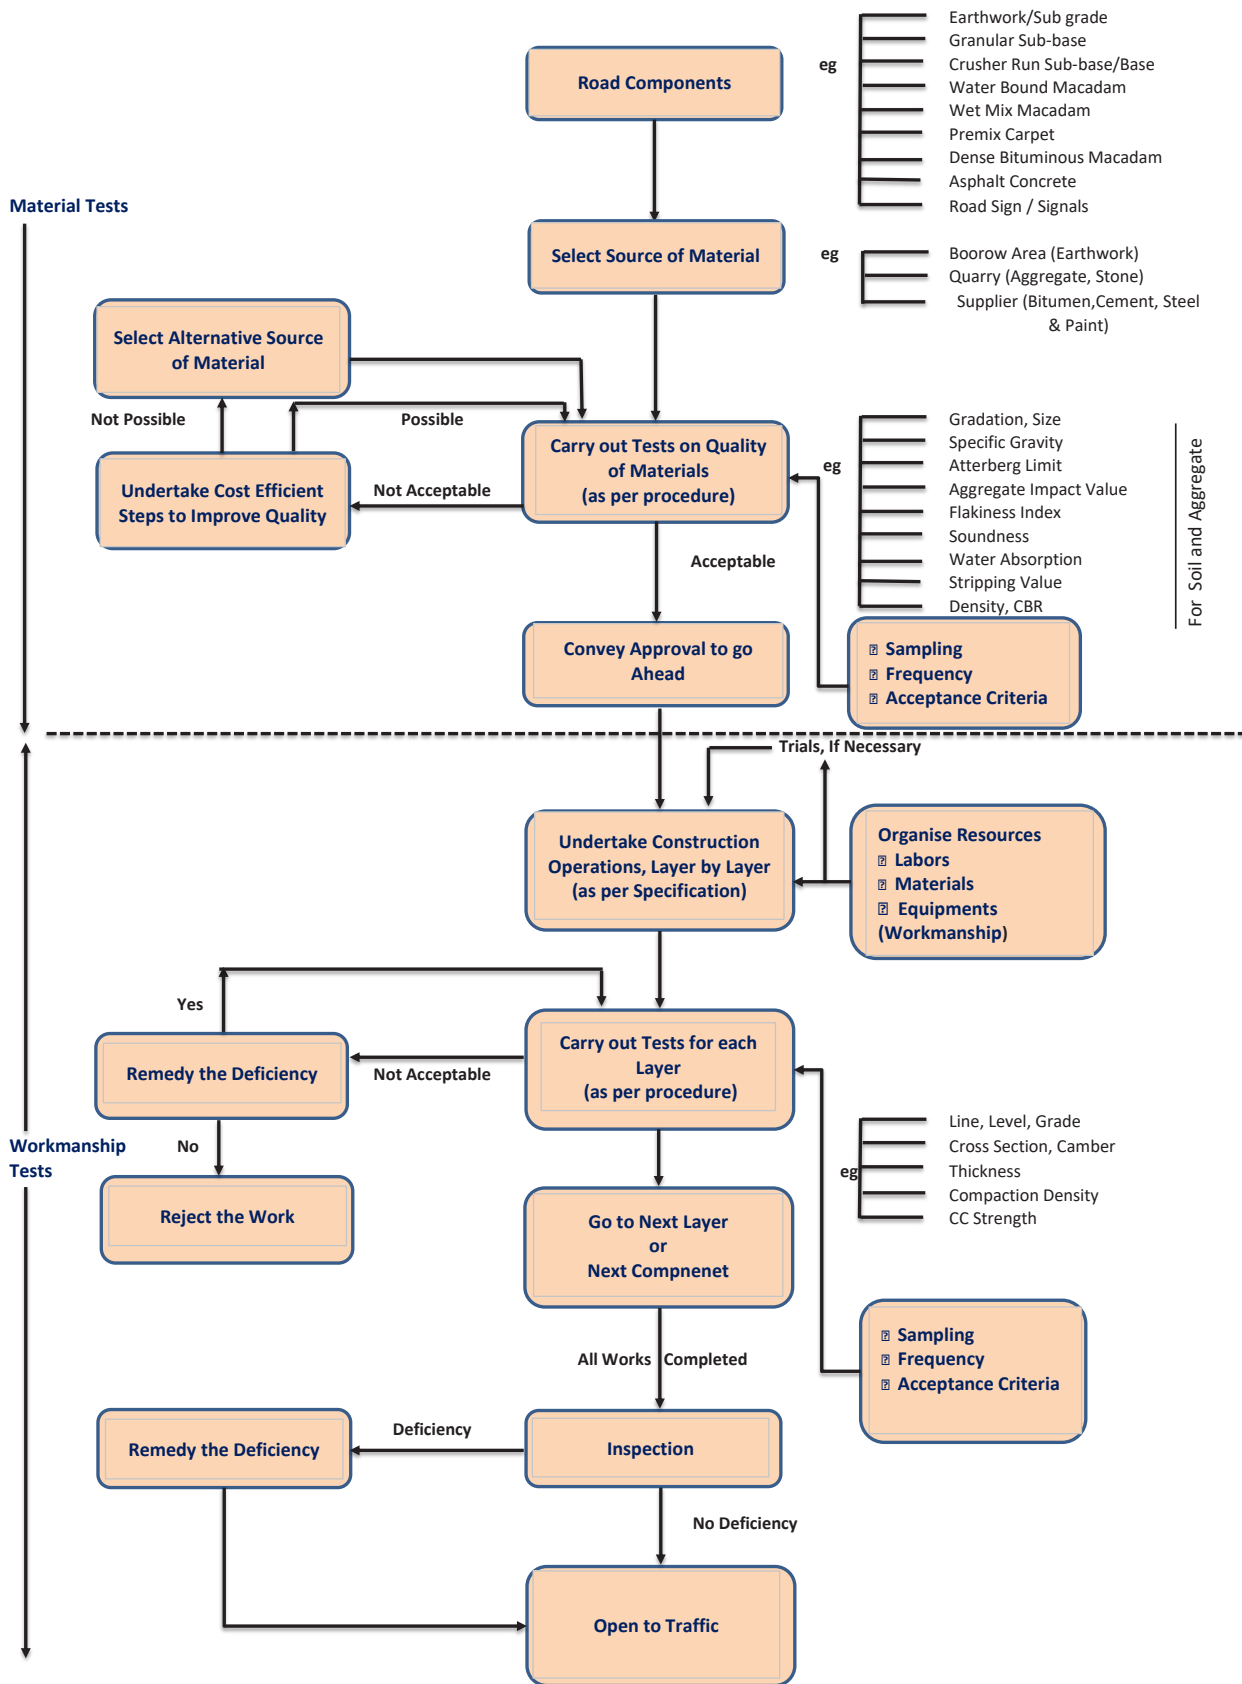 Road Components
eg
Earthwork/Sub grade
Granular Sub-base
Crusher Run Sub-base/Base
Water Bound Macadam
Wet Mix Macadam
Premix Carpet
Dense Bituminous Macadam
Asphalt Concrete
Road Sign / Signals
Material Tests
Select Source of Material
eg
Boorow Area (Earthwork)
Quarry (Aggregate, Stone)
Supplier (Bitumen,Cement, Steel
& Paint)
Select Alternative Source
of Material
Not Possible
Possible
Carry out Tests on Quality
of Materials
(as per procedure)
eg
Gradation, Size
Specific Gravity
Atterberg Limit
Aggregate Impact Value
Flakiness Index
Soundness
Water Absorption
Stripping Value
Density, CBR
For Soil and Aggregate
Not Acceptable
Undertake Cost Efficient
Steps to Improve Quality
Acceptable
Convey Approval to go
Ahead
Sampling
Frequency
Acceptance Criteria
Trials, If Necessary
Undertake Construction
Operations, Layer by Layer
(as per Specification)
Organise Resources
Labors
Materials
Equipments
(Workmanship)
Yes
Carry out Tests for each
Layer
(as per procedure)
Remedy the Deficiency
Not Acceptable
eg
Line, Level, Grade
Cross Section, Camber
Thickness
Compaction Density
CC Strength
Workmanship
Tests
No
Reject the Work
Go to Next Layer
or
Next Compnenet
All Works Completed
Sampling
Frequency
Acceptance Criteria
Deficiency
Remedy the Deficiency
Inspection
No Deficiency
Open to Traffic